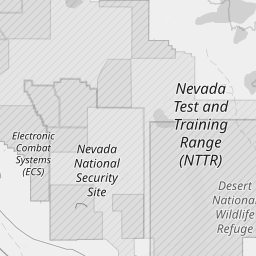 Nevada
Test and
Training
Range
(NTTR)
Electronic
Combat
Systems
(ECS)
Nevada
National
Security
Site
Desert
National
Wildlife
Refuge